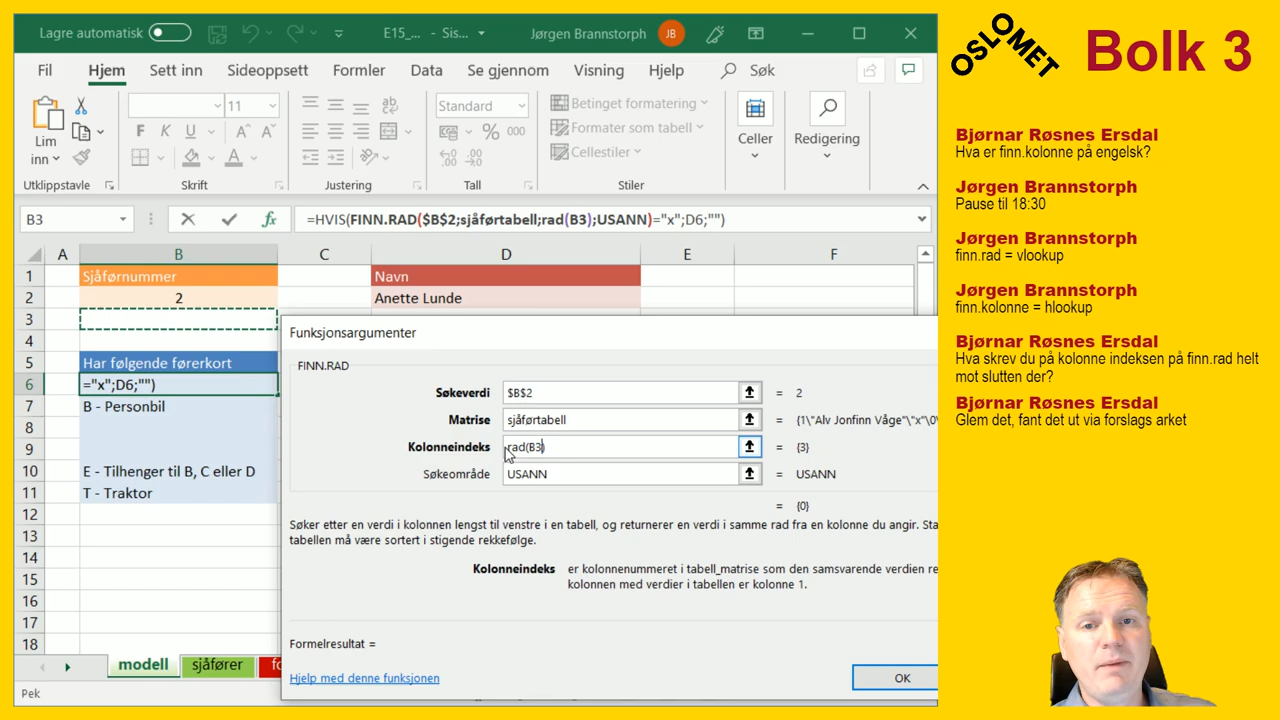 Lagre automatisk
E15_... - Sis...
Jørgen Brannstorph
JB
Fil
Hjem
Sett inn
Sideoppsett
Formler
Data
Se gjennom
Visning
Hjelp
Søk
Lim
inn
11
F
K
U
A
A
A
Standard
% 000
Betinget formatering
Formater som tabell
Cellestiler
Celler
Redigering
Utklippstavle
Skrift
Justering
Tall
Stiler
B3
fx
=HVIS(FINN.RAD($B$2;sjåførtabell;rad(B3);USANN)="x";D6;"")
A
B
C
D
E
F
1
Sjåførnummer
Navn
2
2
Anette Lunde
3
4
5
Har følgende førerkort
6
="x";D6;"")
7
B - Personbil
8
9
10
E - Tilhenger til B, C eller D
11
T - Traktor
12
13
14
15
16
17
18
Funksjonsargumenter
FINN.RAD
Søkeverdi
$B$2
= 2
Matrise
sjåførtabell
= {1\"Alv Jonfinn Våge"\"x"\0\
Kolonneindeks
rad(B3)
= {3}
Søkeområde
USANN
= USANN
= {0}
Søker etter en verdi i kolonnen lengst til venstre i en tabell, og returnerer en verdi i samme rad fra en kolonne du angir. Sta
tabellen må være sortert i stigende rekkefølge.
Kolonneindeks
er kolonnenummeret i tabell_matrise som den samsvarende verdien re
kolonnen med verdier i tabellen er kolonne 1.
Formelresultat =
Hjelp med denne funksjonen
OK
modell
sjåfører
fo
Pek
OSLOMET
Bolk 3
Bjørnar Røsnes Ersdal
Hva er finn.kolonne på engelsk?
Jørgen Brannstorph
Pause til 18:30
Jørgen Brannstorph
finn.rad = vlookup
Jørgen Brannstorph
finn.kolonne = hlookup
Bjørnar Røsnes Ersdal
Hva skrev du på kolonne indeksen på finn.rad helt
mot slutten der?
Bjørnar Røsnes Ersdal
Glem det, fant det ut via forslags arket